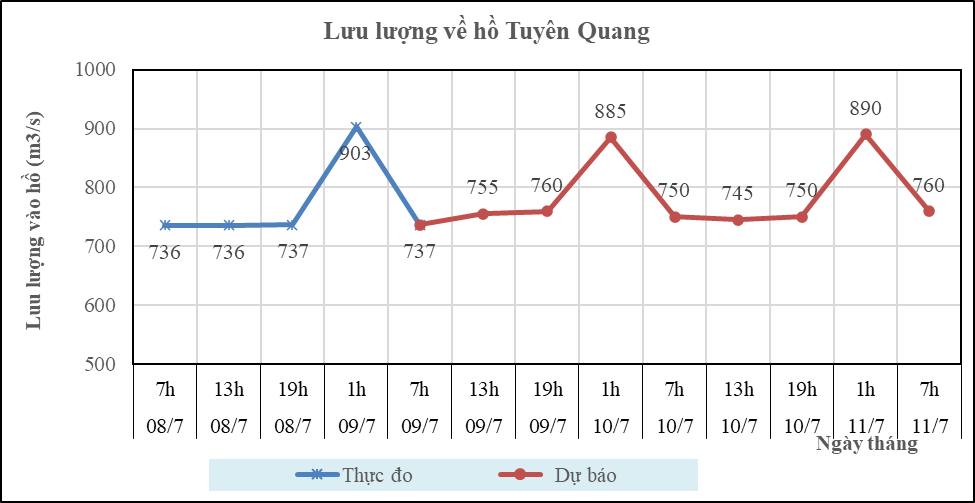 Lưu lượng về hồ Tuyên Quang
Lưu lượng vào hồ (m3/s)
1000
900
800
700
600
500
736 736 737 903 737 755 760 885 750 745 750 890 760
7h 13h 19h 1h 7h 13h 19h 1h 7h 13h 19h 1h 7h
08/7 08/7 08/7 09/7 09/7 09/7 09/7 10/7 10/7 10/7 10/7 11/7 11/7
Ngày tháng
Thực đo Dự báo